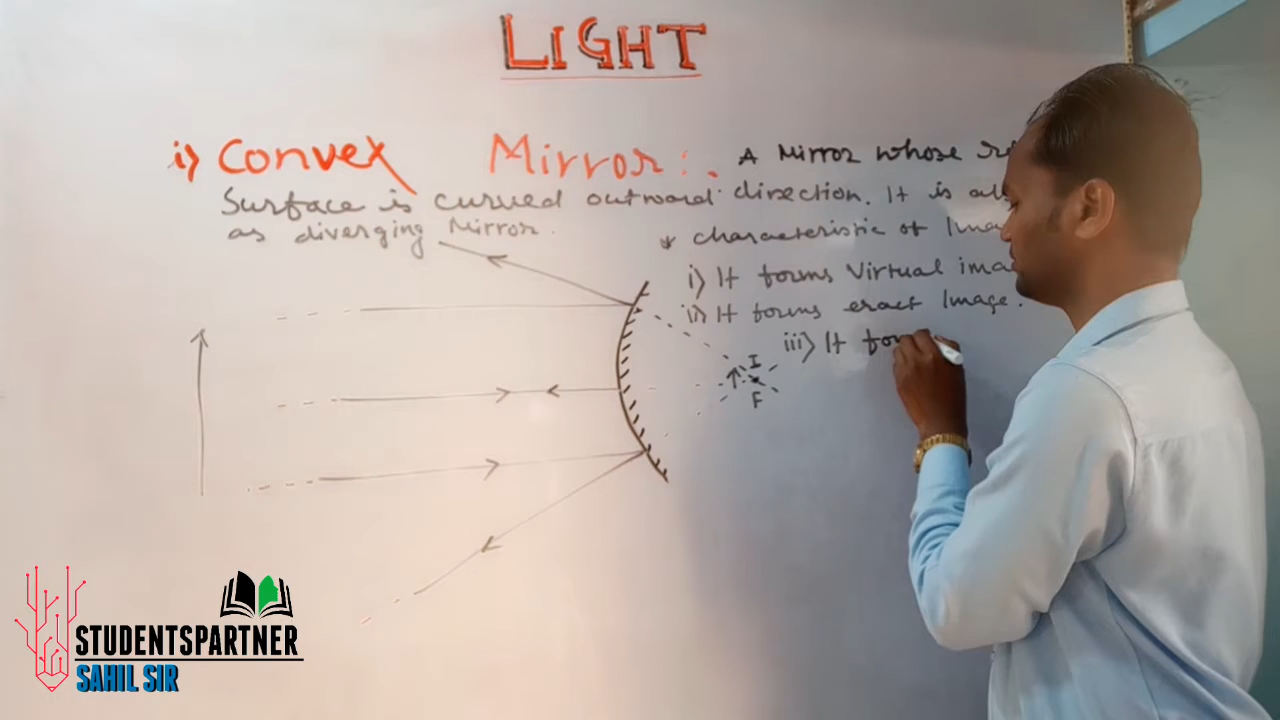 LIGHT
i) Convex Mirror:. A Mirror whose
Surface is curved outward direction. It is
as diverging Mirror.
* characteristic of
i) It forms Virtual
ii) It forms eract Image.
iii) It
I
F
STUDENTSPARTNER
SAHIL SIR